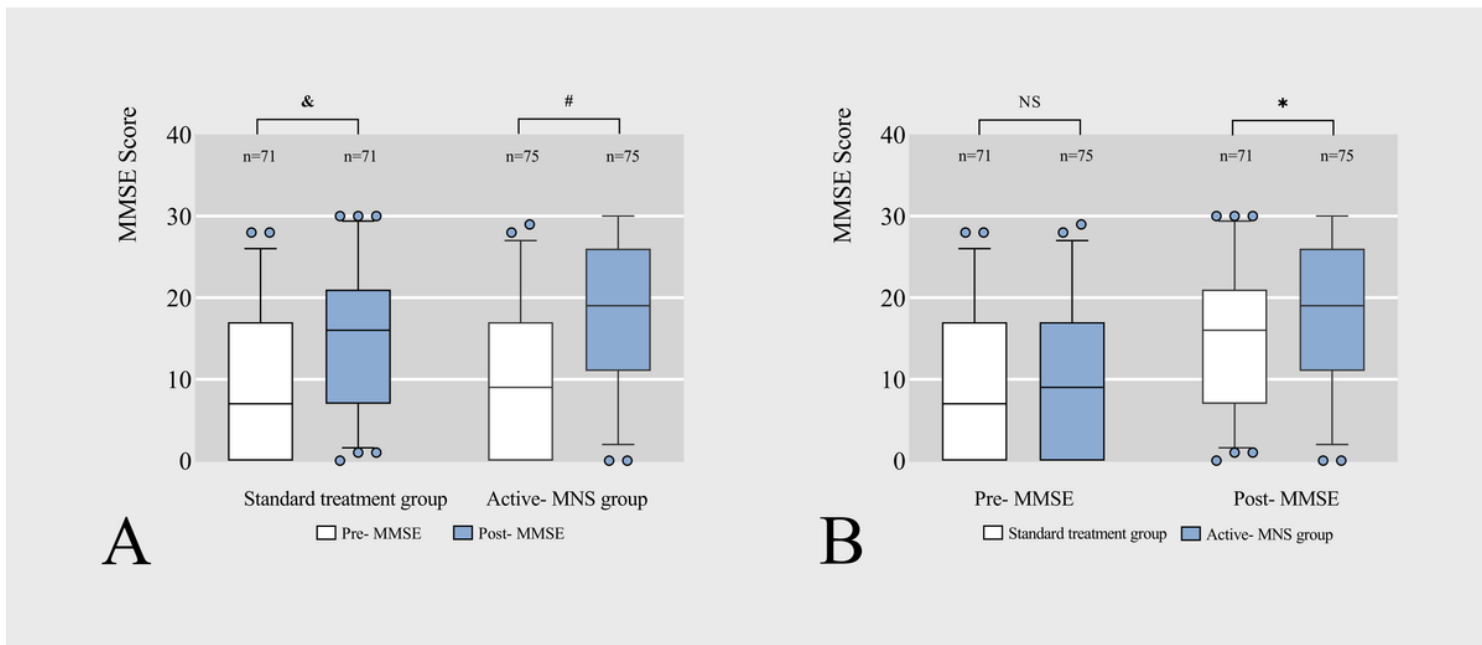 & #
MMSE Score
40
n=71 n=71 n=75 n=75
30
20
10
0
Standard treatment group Active- MNS group
Pre- MMSE Post- MMSE
A
NS *
MMSE Score
40
n=71 n=75 n=71 n=75
30
20
10
0
Pre- MMSE Post- MMSE
Standard treatment group Active- MNS group
B